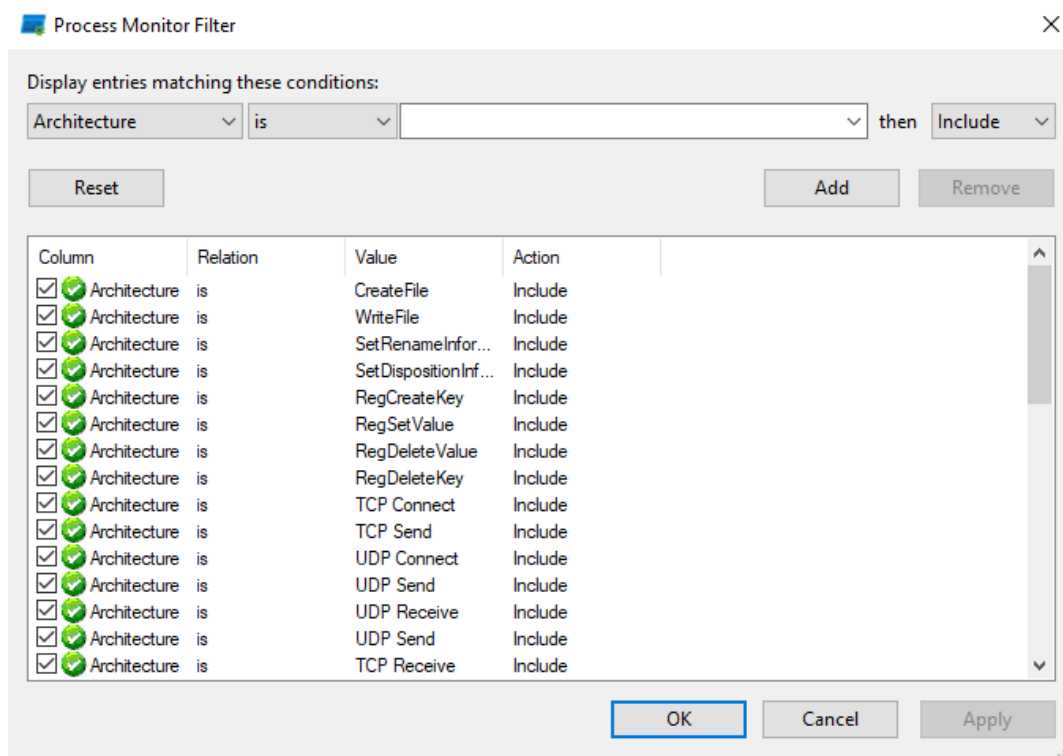 Process Monitor Filter
Display entries matching these conditions:
Architecture is then Include
Reset Add Remove
Column Relation Value Action
Architecture is CreateFile Include
Architecture is WriteFile Include
Architecture is SetRenameInfor... Include
Architecture is SetDispositionInf... Include
Architecture is RegCreateKey Include
Architecture is RegSetValue Include
Architecture is RegDeleteValue Include
Architecture is RegDeleteKey Include
Architecture is TCP Connect Include
Architecture is TCP Send Include
Architecture is UDP Connect Include
Architecture is UDP Send Include
Architecture is UDP Receive Include
Architecture is UDP Send Include
Architecture is TCP Receive Include
OK Cancel Apply